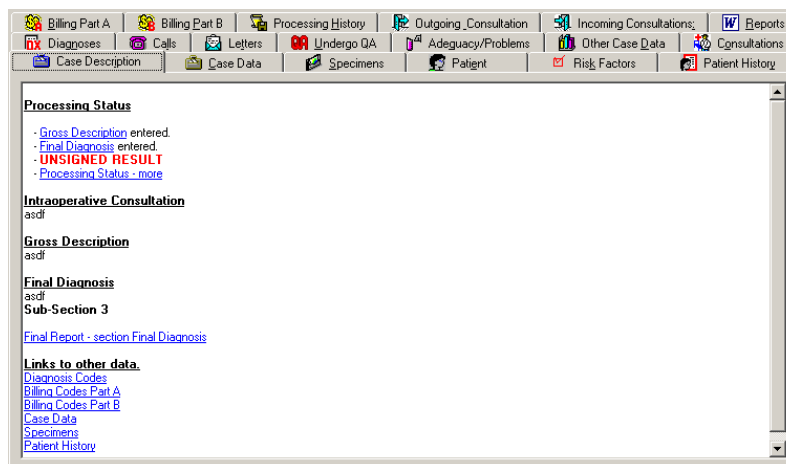 Billing Part A Billing Part B Processing History Outgoing Consultation Incoming Consultations: Reports
Diagnoses Calls Letters Undergo QA Adeguacy/Problems Other Case Data Consultations
Case Description Case Data Specimens Patient Risk Factors Patient History
Processing Status
- Gross Description entered.
- Final Diagnosis entered.
- UNSIGNED RESULT
- Processing Status - more
Intraoperative Consultation
asdf
Gross Description
asdf
Final Diagnosis
asdf
Sub-Section 3
Final Report - section Final Diagnosis
Links to other data.
Diagnosis Codes
Billing Codes Part A
Billing Codes Part B
Case Data
Specimens
Patient History